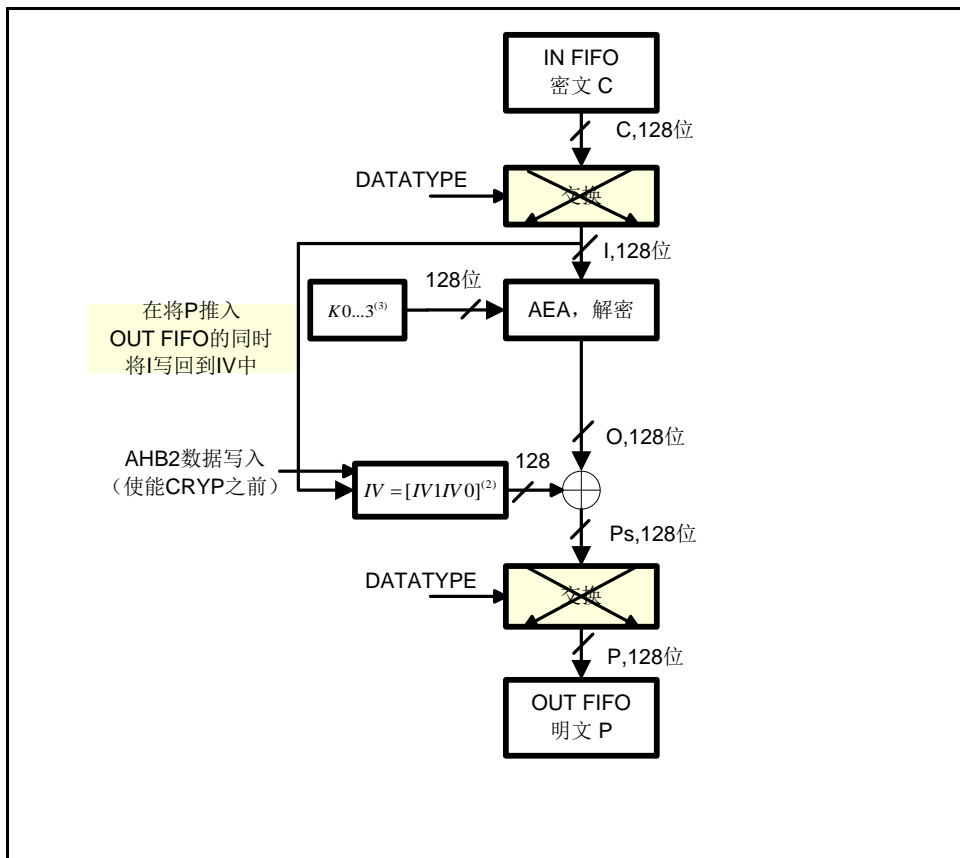 IN FIFO
密文 C
C,128位
DATATYPE
交换
I,128位
128位
K0...3(3)
AEA，解密
在将P推入
OUT FIFO的同时
将I写回到IV中
O,128位
AHB2数据写入
（使能CRYP之前）
IV=[IV1IV0](2)
128
Ps,128位
DATATYPE
交换
P,128位
OUT FIFO
明文 P